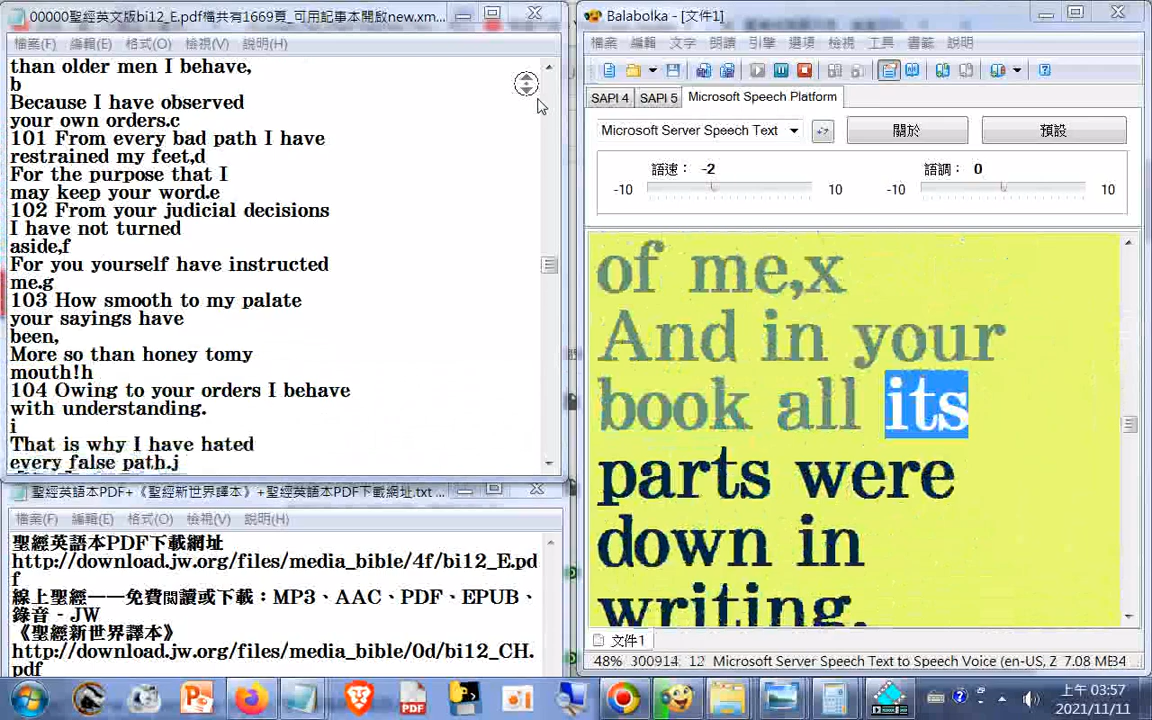 00000聖經英文版bi12_E.pdf檔共有1669頁_可用記事本開啟new.xm...
檔案(F) 編輯(E) 格式(O) 檢視(V) 說明(H)
than older men I behave,
b
Because I have observed
your own orders.c
101 From every bad path I have
restrained my feet,d
For the purpose that I
may keep your word.e
102 From your judicial decisions
I have not turned
aside,f
For you yourself have instructed
me.g
103 How smooth to my palate
your sayings have
been,
More so than honey tomy
mouth!h
104 Owing to your orders I behave
with understanding.
i
That is why I have hated
every false path.j
聖經英語本PDF+《聖經新世界譯本》+聖經英語本PDF下載網址.txt ...
檔案(F) 編輯(E) 格式(O) 檢視(V) 說明(H)
聖經英語本PDF下載網址
http://download.jw.org/files/media_bible/4f/bi12_E.pd
f
線上聖經——免費閱讀或下載：MP3、AAC、PDF、EPUB、
錄音 - JW
《聖經新世界譯本》
http://download.jw.org/files/media_bible/0d/bi12_CH.
pdf
Balabolka - [文件1]
檔案 編輯 文字 朗讀 引擎 選項 檢視 工具 書籤 說明
SAPI 4 SAPI 5 Microsoft Speech Platform
Microsoft Server Speech Text 關於 預設
語速： -2 語調： 0
-10 10 -10 10
of me,x
And in your
book all its
parts were
down in
writing.
文件1
48% 300914: 12 Microsoft Server Speech Text to Speech Voice (en-US, Z 7.08 MB
PDF
上午 03:57
2021/11/11